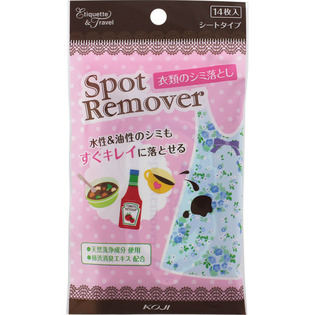 Etiquette
& Travel
14枚入
シートタイプ
Spot
Remover
衣類のシミ落とし
水性&油性のシミも
すぐキレイに落とせる
●天然洗浄成分 使用
●柿渋消臭エキス 配合
KOJI